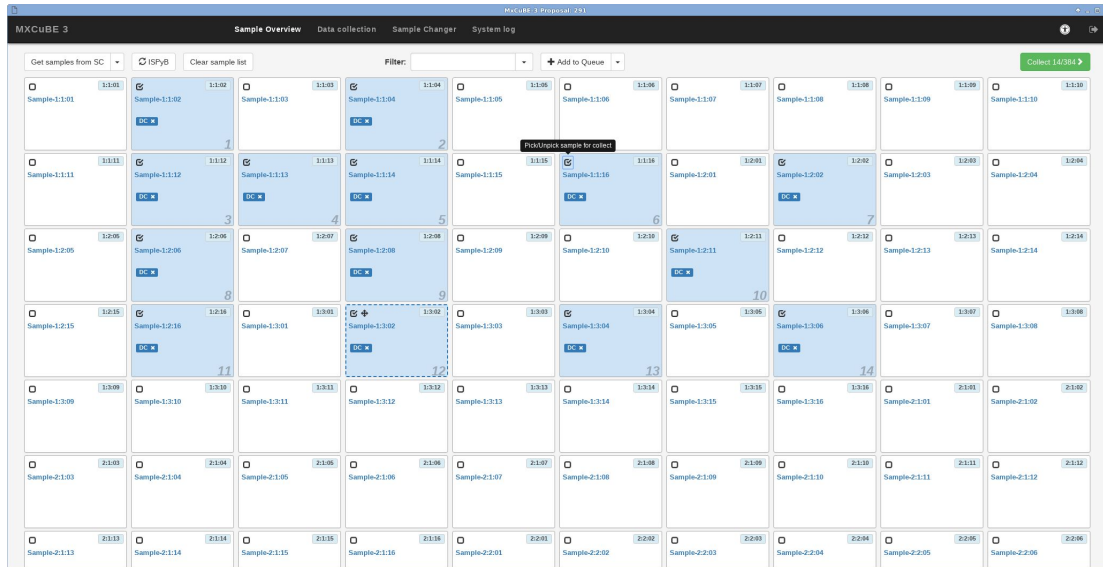 MxCuBE-3 Proposal: 291
MXCuBE 3 Sample Overview Data collection Sample Changer System log
Get samples from SC ISPyB Clear sample list Filter: Add to Queue Collect 14/384
1:1:01 1:1:02 1:1:03 1:1:04 1:1:05 1:1:06 1:1:07 1:1:08 1:1:09 1:1:10
Sample-1:1:01 Sample-1:1:02 Sample-1:1:03 Sample-1:1:04 Sample-1:1:05 Sample-1:1:06 Sample-1:1:07 Sample-1:1:08 Sample-1:1:09 Sample-1:1:10
DC DC
1 2
Pick/Unpick sample for collect
1:1:11 1:1:12 1:1:13 1:1:14 1:1:15 1:1:16 1:2:01 1:2:02 1:2:03 1:2:04
Sample-1:1:11 Sample-1:1:12 Sample-1:1:13 Sample-1:1:14 Sample-1:1:15 Sample-1:1:16 Sample-1:2:01 Sample-1:2:02 Sample-1:2:03 Sample-1:2:04
DC DC DC DC DC
3 4 5 6 7
1:2:05 1:2:06 1:2:07 1:2:08 1:2:09 1:2:10 1:2:11 1:2:12 1:2:13 1:2:14
Sample-1:2:05 Sample-1:2:06 Sample-1:2:07 Sample-1:2:08 Sample-1:2:09 Sample-1:2:10 Sample-1:2:11 Sample-1:2:12 Sample-1:2:13 Sample-1:2:14
DC DC DC
8 9 10
1:2:15 1:2:16 1:3:01 1:3:02 1:3:03 1:3:04 1:3:05 1:3:06 1:3:07 1:3:08
Sample-1:2:15 Sample-1:2:16 Sample-1:3:01 Sample-1:3:02 Sample-1:3:03 Sample-1:3:04 Sample-1:3:05 Sample-1:3:06 Sample-1:3:07 Sample-1:3:08
DC DC DC DC
11 12 13 14
1:3:09 1:3:10 1:3:11 1:3:12 1:3:13 1:3:14 1:3:15 1:3:16 2:1:01 2:1:02
Sample-1:3:09 Sample-1:3:10 Sample-1:3:11 Sample-1:3:12 Sample-1:3:13 Sample-1:3:14 Sample-1:3:15 Sample-1:3:16 Sample-2:1:01 Sample-2:1:02
2:1:03 2:1:04 2:1:05 2:1:06 2:1:07 2:1:08 2:1:09 2:1:10 2:1:11 2:1:12
Sample-2:1:03 Sample-2:1:04 Sample-2:1:05 Sample-2:1:06 Sample-2:1:07 Sample-2:1:08 Sample-2:1:09 Sample-2:1:10 Sample-2:1:11 Sample-2:1:12
2:1:13 2:1:14 2:1:15 2:1:16 2:2:01 2:2:02 2:2:03 2:2:04 2:2:05 2:2:06
Sample-2:1:13 Sample-2:1:14 Sample-2:1:15 Sample-2:1:16 Sample-2:2:01 Sample-2:2:02 Sample-2:2:03 Sample-2:2:04 Sample-2:2:05 Sample-2:2:06